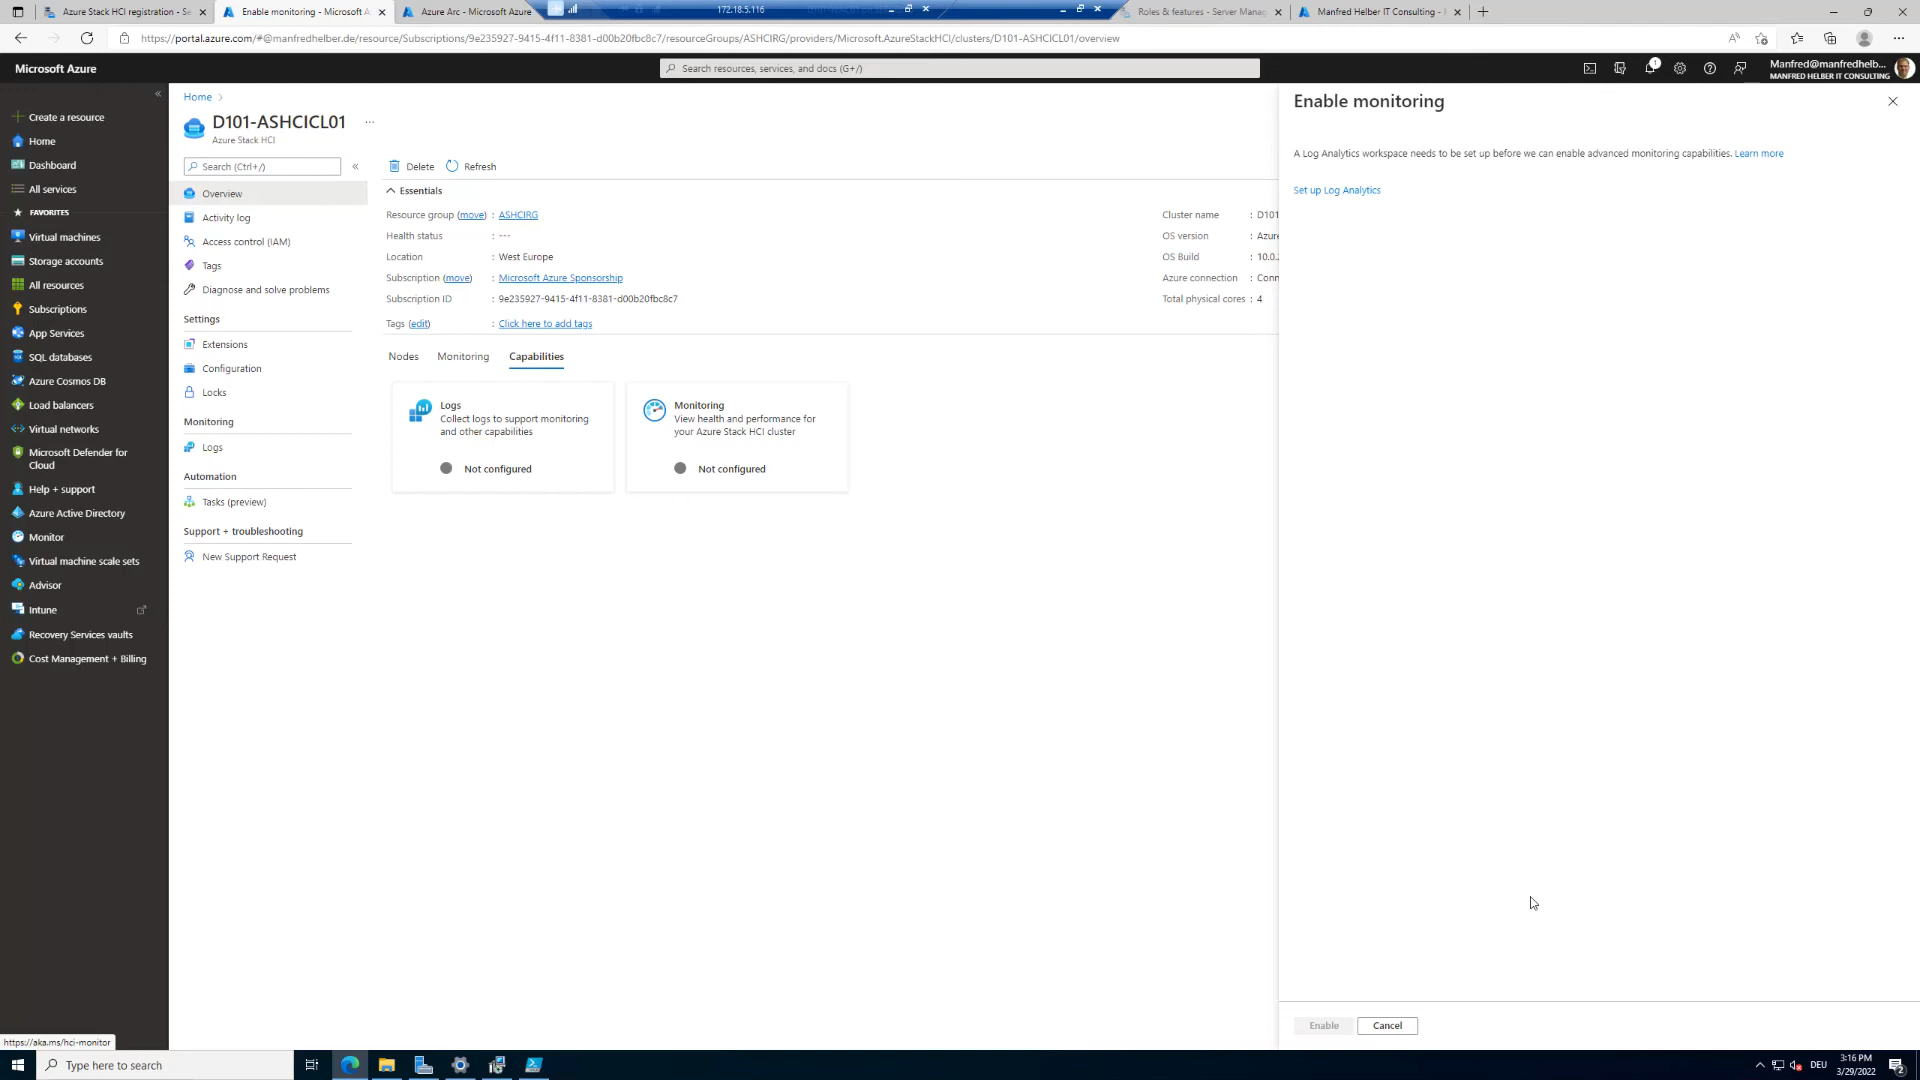 Azure Stack HCI registration - Se
Enable monitoring - Microsoft A
Azure Arc - Microsoft Azure
172.18.5.116
Roles & features - Server Manag
Manfred Helber IT Consulting -
https://portal.azure.com/#@manfredhelber.de/resource/Subscriptions/9e235927-9415-4f11-8381-d00b20fbc8c7/resourceGroups/ASHCIRG/providers/Microsoft.AzureStackHCI/clusters/D101-ASHCICL01/overview
Microsoft Azure
Search resources, services, and docs (G+/)
1
Manfred@manfredhelb...
MANFRED HELBER IT CONSULTING
Create a resource
Home
Dashboard
All services
FAVORITES
Virtual machines
Storage accounts
All resources
Subscriptions
App Services
SQL databases
Azure Cosmos DB
Load balancers
Virtual networks
Microsoft Defender for
Cloud
Help + support
Azure Active Directory
Monitor
Virtual machine scale sets
Advisor
Intune
Recovery Services vaults
Cost Management + Billing
Home >
D101-ASHCICL01 ...
Azure Stack HCI
Search (Ctrl+/)
Overview
Activity log
Access control (IAM)
Tags
Diagnose and solve problems
Settings
Extensions
Configuration
Locks
Monitoring
Logs
Automation
Tasks (preview)
Support + troubleshooting
New Support Request
Delete
Refresh
Essentials
Resource group (move) : ASHCIRG
Health status : ---
Location : West Europe
Subscription (move) : Microsoft Azure Sponsorship
Subscription ID : 9e235927-9415-4f11-8381-d00b20fbc8c7
Tags (edit) : Click here to add tags
Cluster name : D101
OS version : Azure
OS Build : 10.0.
Azure connection : Conn
Total physical cores : 4
Nodes
Monitoring
Capabilities
Logs
Collect logs to support monitoring
and other capabilities
Not configured
Monitoring
View health and performance for
your Azure Stack HCI cluster
Not configured
Enable monitoring
A Log Analytics workspace needs to be set up before we can enable advanced monitoring capabilities. Learn more
Set up Log Analytics
Enable
Cancel
https://aka.ms/hci-monitor
Type here to search
DEU
3:16 PM
3/29/2022
2